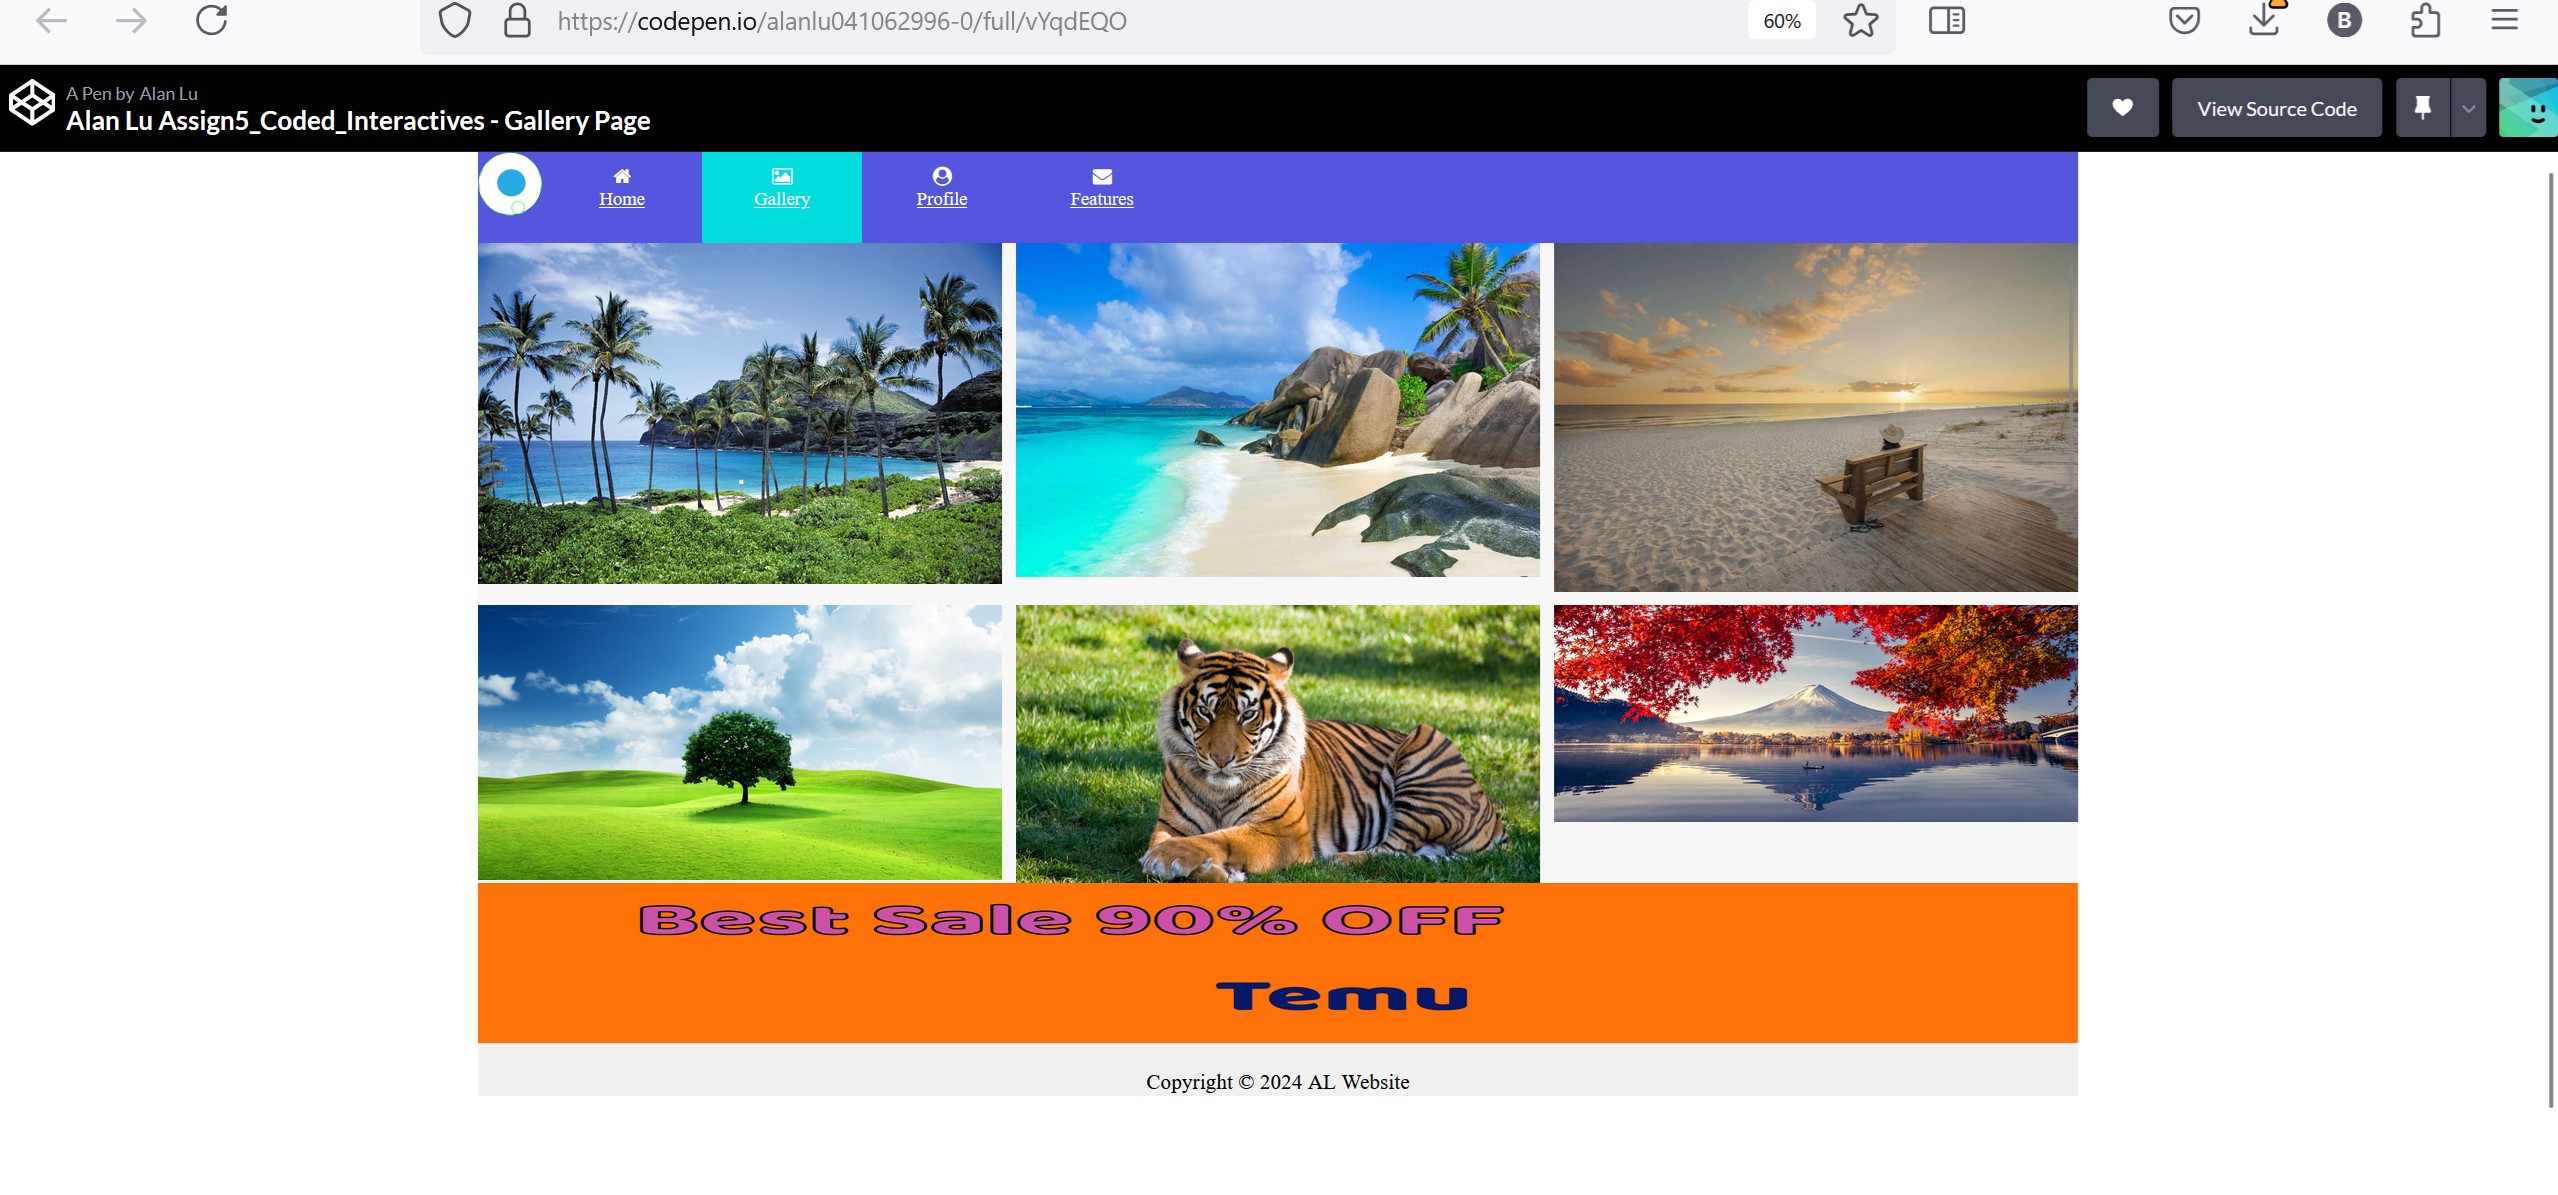 https://codepen.io/alanlu041062996-0/full/vYqdEQO
60%
B
A Pen by Alan Lu
Alan Lu Assign5_Coded_Interactives - Gallery Page
View Source Code
Home
Gallery
Profile
Features
Best Sale 90% OFF
Temu
Copyright © 2024 AL Website